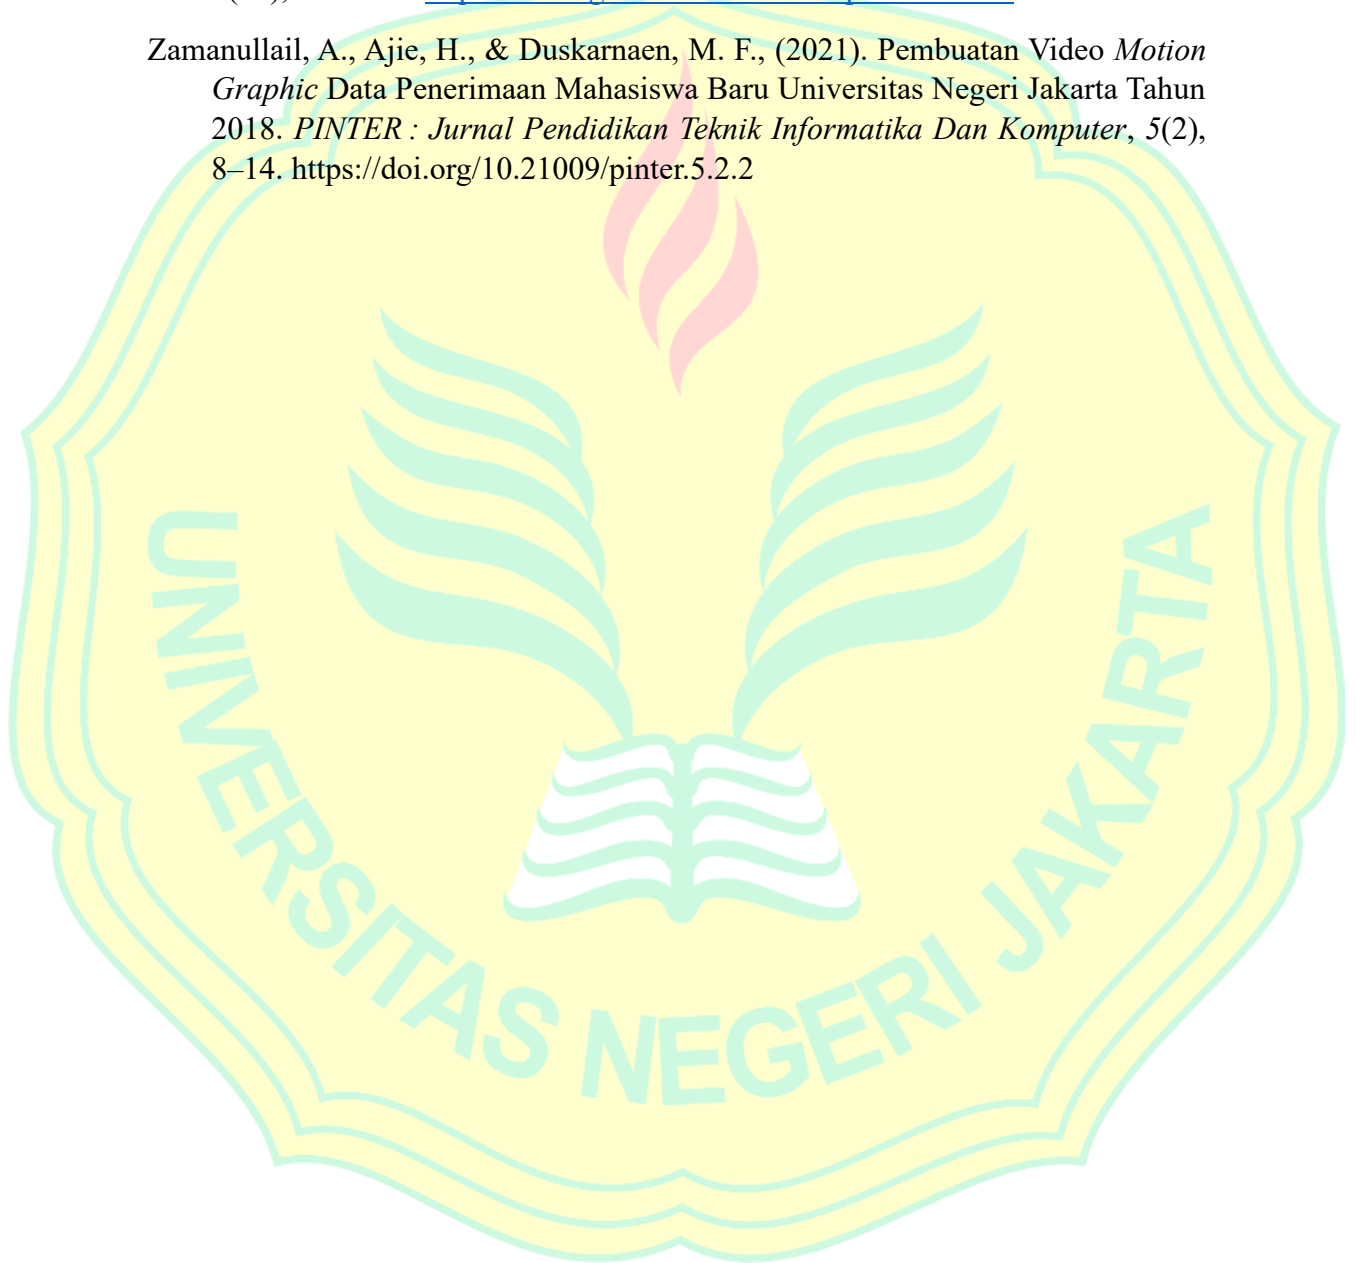 Zamanullail, A., Ajie, H., & Duskarnaen, M. F., (2021). Pembuatan Video Motion
Graphic Data Penerimaan Mahasiswa Baru Universitas Negeri Jakarta Tahun
2018. PINTER : Jurnal Pendidikan Teknik Informatika Dan Komputer, 5(2),
8–14. https://doi.org/10.21009/pinter.5.2.2
UNIVERSITAS NEGERI JAKARTA